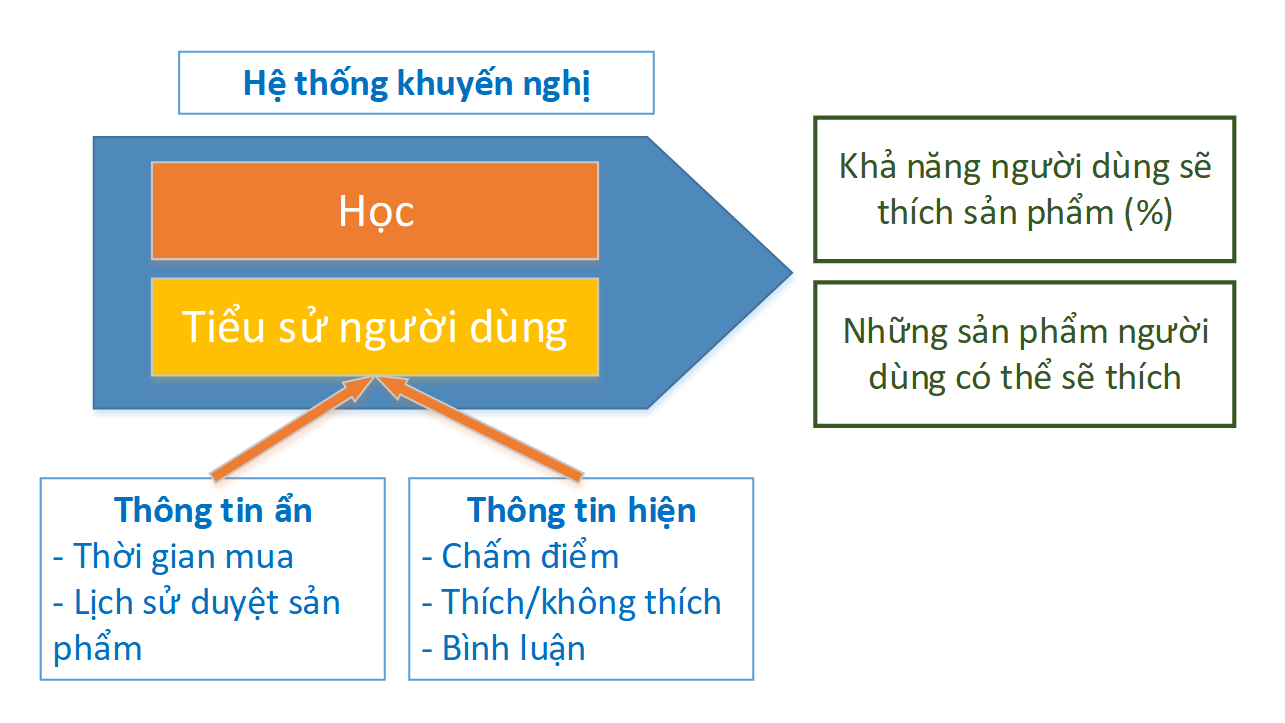 Hệ thống khuyến nghị
Học
Tiểu sử người dùng
Khả năng người dùng sẽ
thích sản phẩm (%)
Những sản phẩm người
dùng có thể sẽ thích
Thông tin ẩn
- Thời gian mua
- Lịch sử duyệt sản
phẩm
Thông tin hiện
- Chấm điểm
- Thích/không thích
- Bình luận